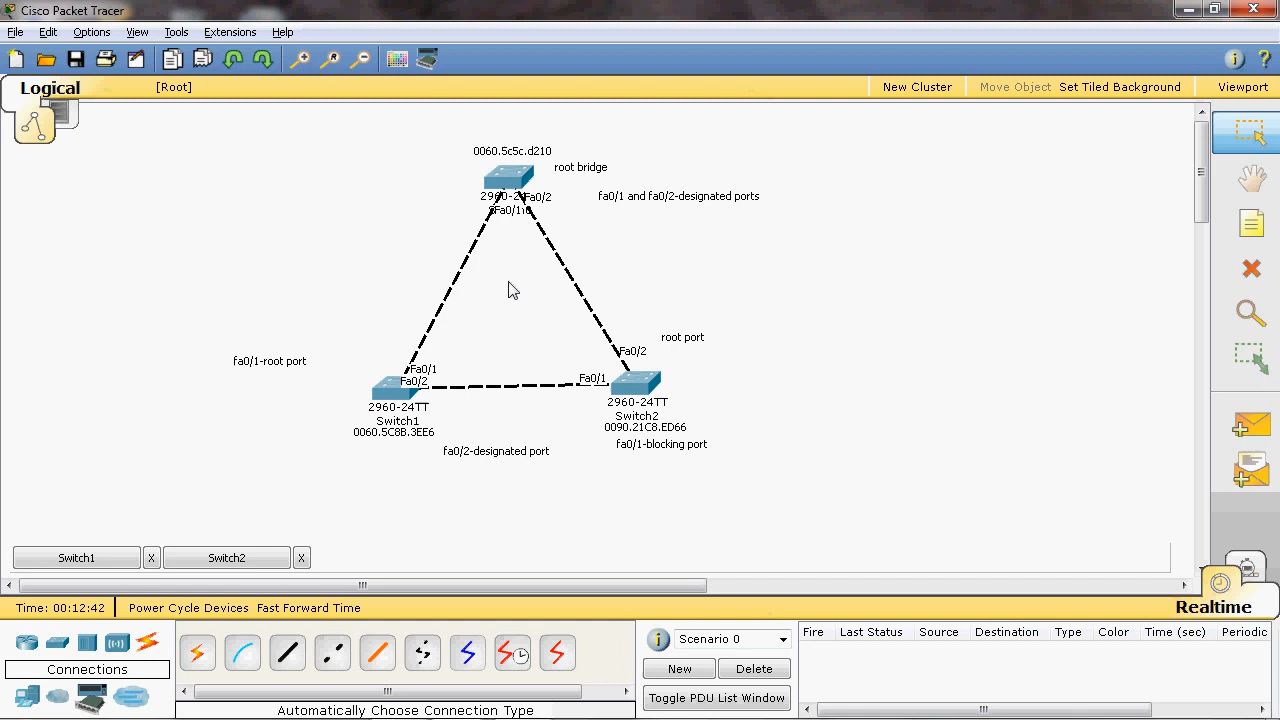 Cisco Packet Tracer
File Edit Options View Tools Extensions Help
Logical [Root] New Cluster Move Object Set Tiled Background Viewport
0060.5c5c.d210
root bridge
Fa0/2
fa0/1 and fa0/2-designated ports
Fa0/1
root port
Fa0/2
fa0/1-root port
Fa0/1
Fa0/2
Fa0/1
2960-24TT
Switch1
0060.5C8B.3EE6
2960-24TT
Switch2
0090.21C8.ED66
fa0/1-blocking port
fa0/2-designated port
Switch1 X Switch2 X
Time: 00:12:42 Power Cycle Devices Fast Forward Time Realtime
Connections
Automatically Choose Connection Type
Scenario 0
New Delete
Toggle PDU List Window
Fire Last Status Source Destination Type Color Time (sec) Periodic